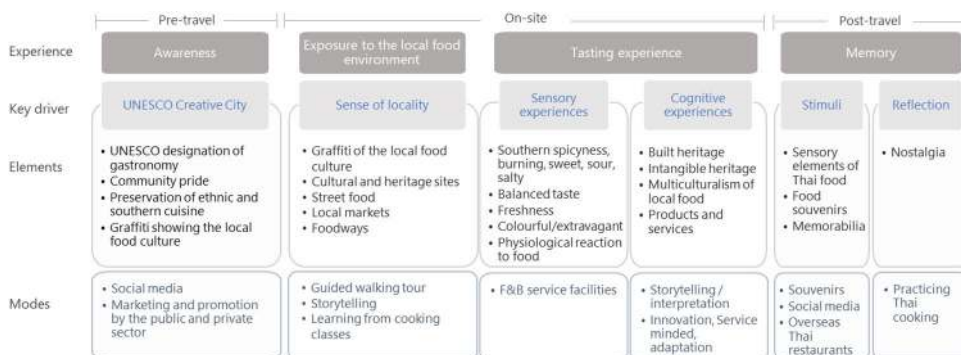 Pre-travel
On-site
Post-travel
Experience
Awareness
Exposure to the local food
environment
Tasting experience
Memory
Key driver
UNESCO Creative City
Sense of locality
Sensory
experiences
Cognitive
experiences
Stimuli
Reflection
Elements
• UNESCO designation of
gastronomy
• Community pride
• Preservation of ethnic and
southern cuisine
• Graffiti showing the local
food culture
• Graffiti of the local food
culture
• Cultural and heritage sites
• Street food
• Local markets
• Foodways
• Southern spicyness,
burning, sweet, sour,
salty
• Balanced taste
• Freshness
• Colourful/extravagant
• Physiological reaction
to food
• Built heritage
• Intangible heritage
• Multiculturalism of
local food
• Products and
services
• Sensory
elements of
Thai food
• Food
souvenirs
• Memorabilia
• Nostalgia
Modes
• Social media
• Marketing and promotion
by the public and private
sector
• Guided walking tour
• Storytelling
• Learning from cooking
classes
• F&B service facilities
• Storytelling /
interpretation
• Innovation, Service
minded,
adaptation
• Souvenirs
• Social media
• Overseas
Thai
restaurants
• Practicing
Thai
cooking